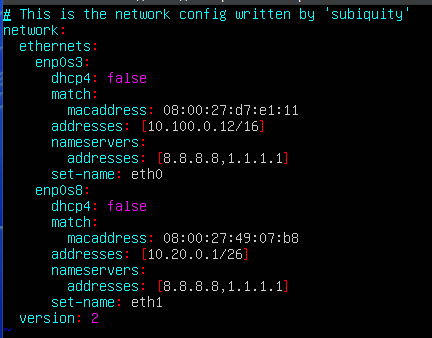 # This is the network config written by 'subiquity'
network:
  ethernets:
    enp0s3:
      dhcp4: false
      match:
        macaddress: 08:00:27:d7:e1:11
      addresses: [10.100.0.12/16]
      nameservers:
        addresses: [8.8.8.8,1.1.1.1]
      set-name: eth0
    enp0s8:
      dhcp4: false
      match:
        macaddress: 08:00:27:49:07:b8
      addresses: [10.20.0.1/26]
      nameservers:
        addresses: [8.8.8.8,1.1.1.1]
      set-name: eth1
  version: 2
~